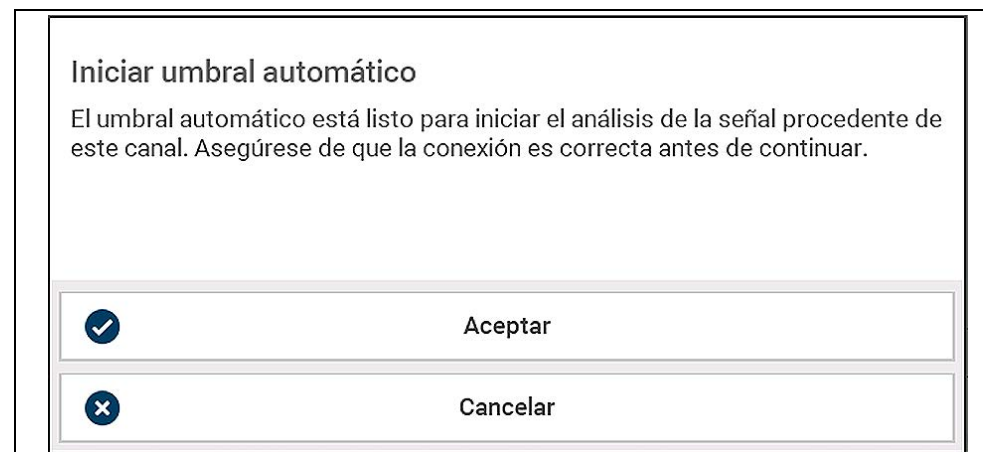 Iniciar umbral automático
El umbral automático está listo para iniciar el análisis de la señal procedente de
este canal. Asegúrese de que la conexión es correcta antes de continuar.
Aceptar
Cancelar